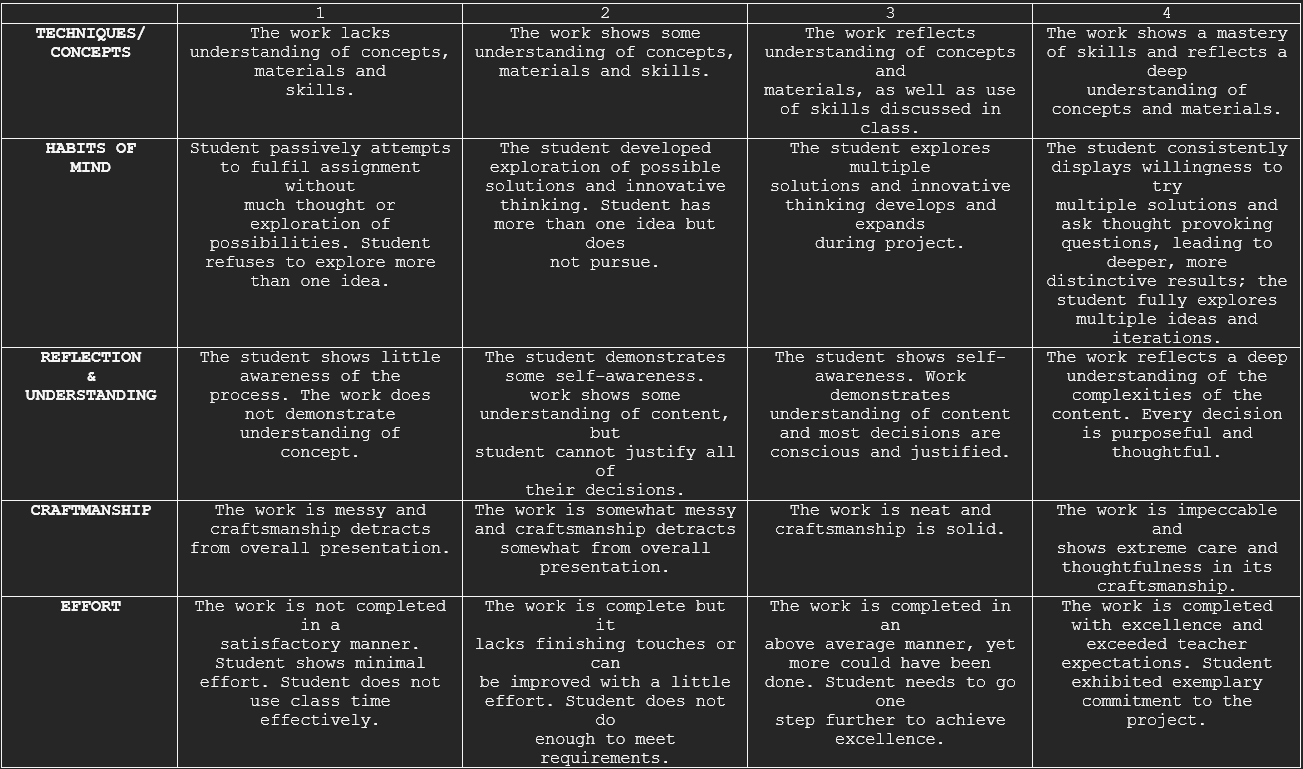 1 2 3 4
TECHNIQUES/
CONCEPTS
The work lacks
understanding of concepts,
materials and
skills.
The work shows some
understanding of concepts,
materials and skills.
The work reflects
understanding of concepts
and
materials, as well as use
of skills discussed in
class.
The work shows a mastery
of skills and reflects a
deep
understanding of
concepts and materials.
HABITS OF
MIND
Student passively attempts
to fulfil assignment
without
much thought or
exploration of
possibilities. Student
refuses to explore more
than one idea.
The student developed
exploration of possible
solutions and innovative
thinking. Student has
more than one idea but
does
not pursue.
The student explores
multiple
solutions and innovative
thinking develops and
expands
during project.
The student consistently
displays willingness to
try
multiple solutions and
ask thought provoking
questions, leading to
deeper, more
distinctive results; the
student fully explores
multiple ideas and
iterations.
REFLECTION
&
UNDERSTANDING
The student shows little
awareness of the
process. The work does
not demonstrate
understanding of
concept.
The student demonstrates
some self-awareness.
work shows some
understanding of content,
but
student cannot justify all
of
their decisions.
The student shows self-
awareness. Work
demonstrates
understanding of content
and most decisions are
conscious and justified.
The work reflects a deep
understanding of the
complexities of the
content. Every decision
is purposeful and
thoughtful.
CRAFTMANSHIP
The work is messy and
craftsmanship detracts
from overall presentation.
The work is somewhat messy
and craftsmanship detracts
somewhat from overall
presentation.
The work is neat and
craftsmanship is solid.
The work is impeccable
and
shows extreme care and
thoughtfulness in its
craftsmanship.
EFFORT
The work is not completed
in a
satisfactory manner.
Student shows minimal
effort. Student does not
use class time
effectively.
The work is complete but
it
lacks finishing touches or
can
be improved with a little
effort. Student does not
do
enough to meet
requirements.
The work is completed in
an
above average manner, yet
more could have been
done. Student needs to go
one
step further to achieve
excellence.
The work is completed
with excellence and
exceeded teacher
expectations. Student
exhibited exemplary
commitment to the
project.